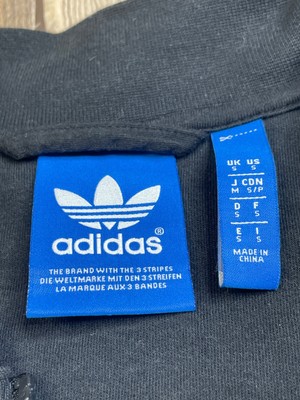 adidas®
THE BRAND WITH THE 3 STRIPES
DIE WELTMARKE MIT DEN 3 STREIFEN
LA MARQUE AUX 3 BANDES
UK US
S S
J CDN
M S/P
D F
S S
E I
S S
MADE IN
CHINA